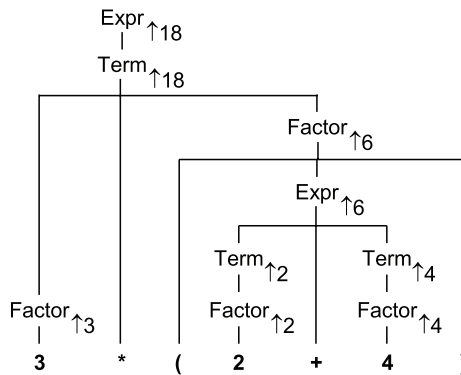 Expr↑18
Term↑18
Factor↑6
Expr↑6
Term↑2 Term↑4
Factor↑3 Factor↑2 Factor↑4
3 * ( 2 + 4